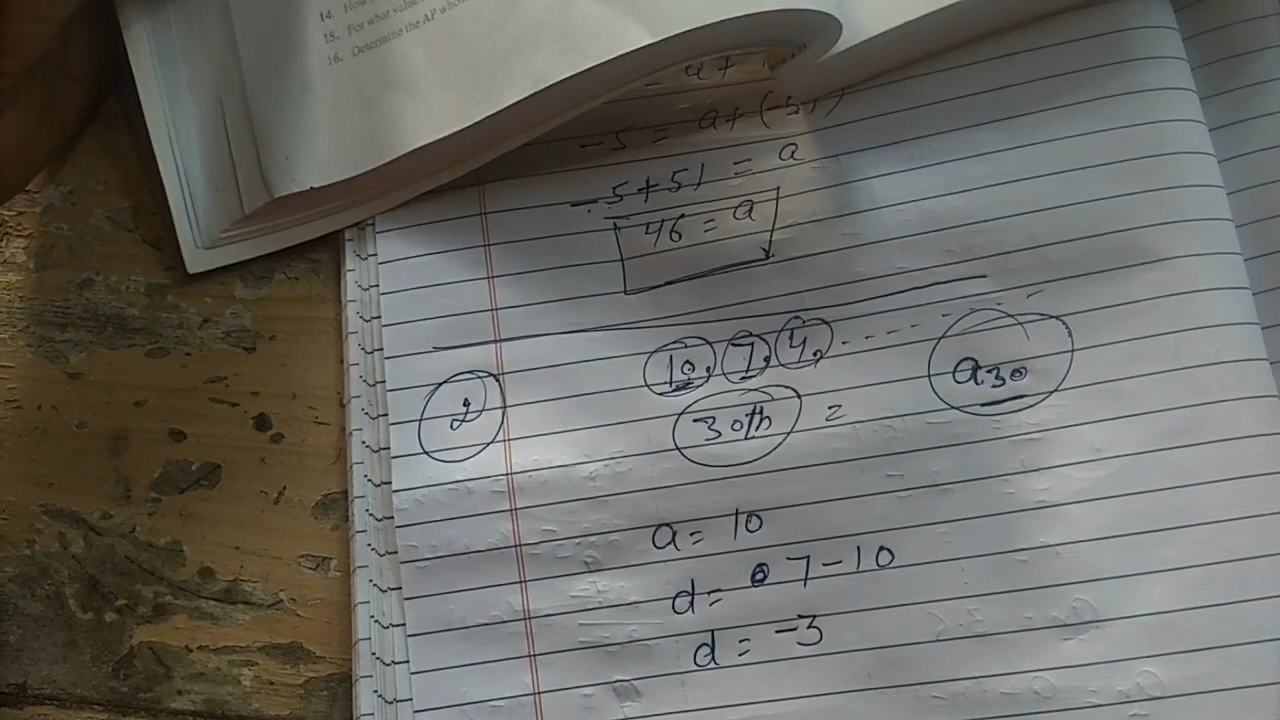 14. How
15. For what value
16. Determine the AP whose
a +
-5 = a + (-51)
-5+51 = a
46 = a
10, 7, 4, ------
2
30th = a30
a = 10
d = 7-10
d = -3